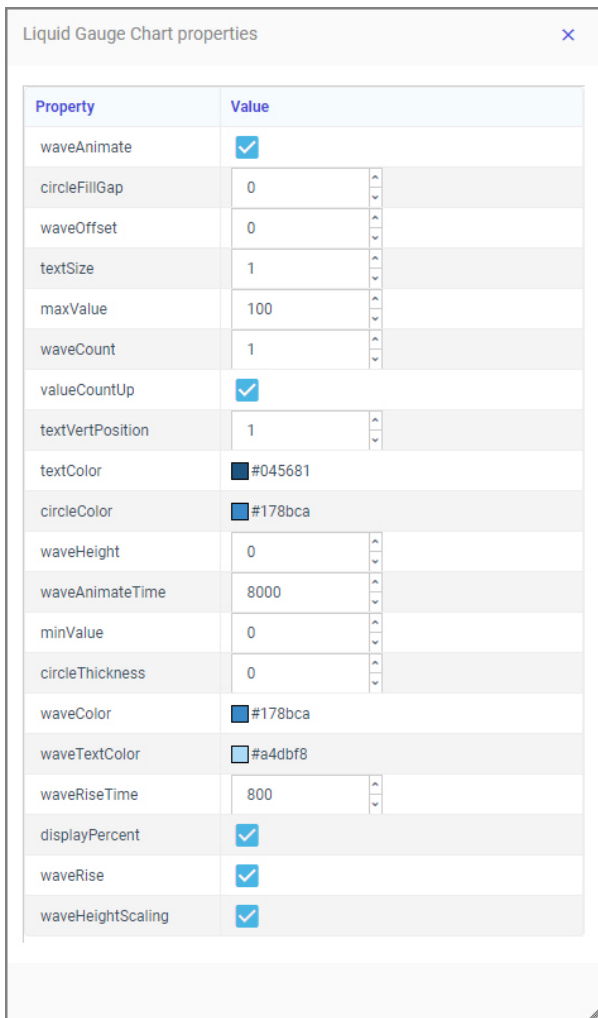 Liquid Gauge Chart properties
Property Value
waveAnimate
circleFillGap 0
waveOffset 0
textSize 1
maxValue 100
waveCount 1
valueCountUp
textVertPosition 1
textColor #045681
circleColor #178bca
waveHeight 0
waveAnimateTime 8000
minValue 0
circleThickness 0
waveColor #178bca
waveTextColor #a4dbf8
waveRiseTime 800
displayPercent
waveRise
waveHeightScaling